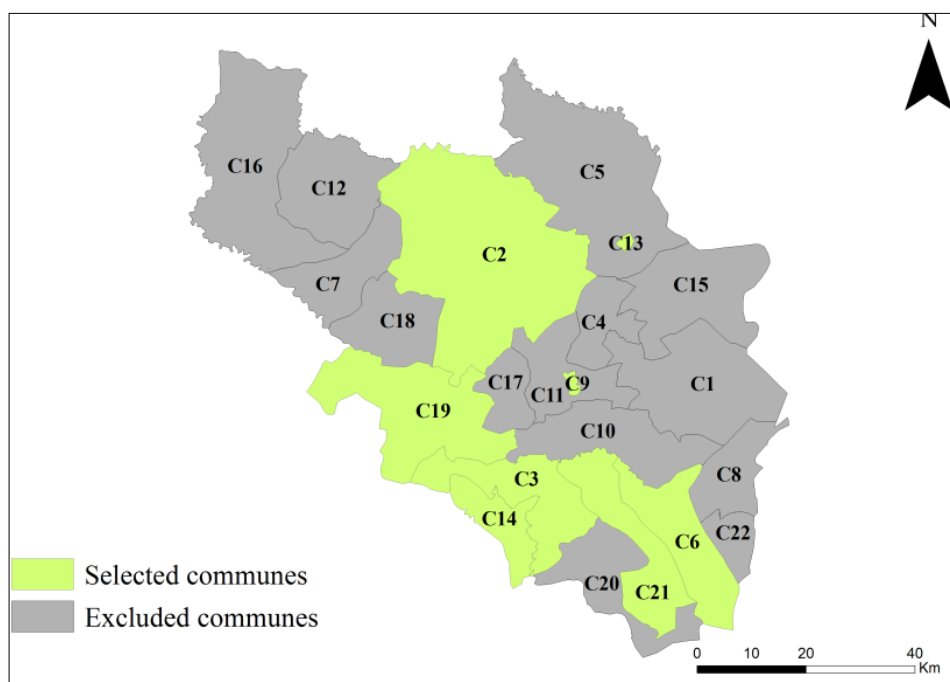 N
C16
C12
C5
C13
C2
C15
C7
C18
C4
C17
C11
C9
C1
C19
C10
C3
C8
C14
C6
C22
C20
C21
Selected communes
Excluded communes
0 10 20 40
Km